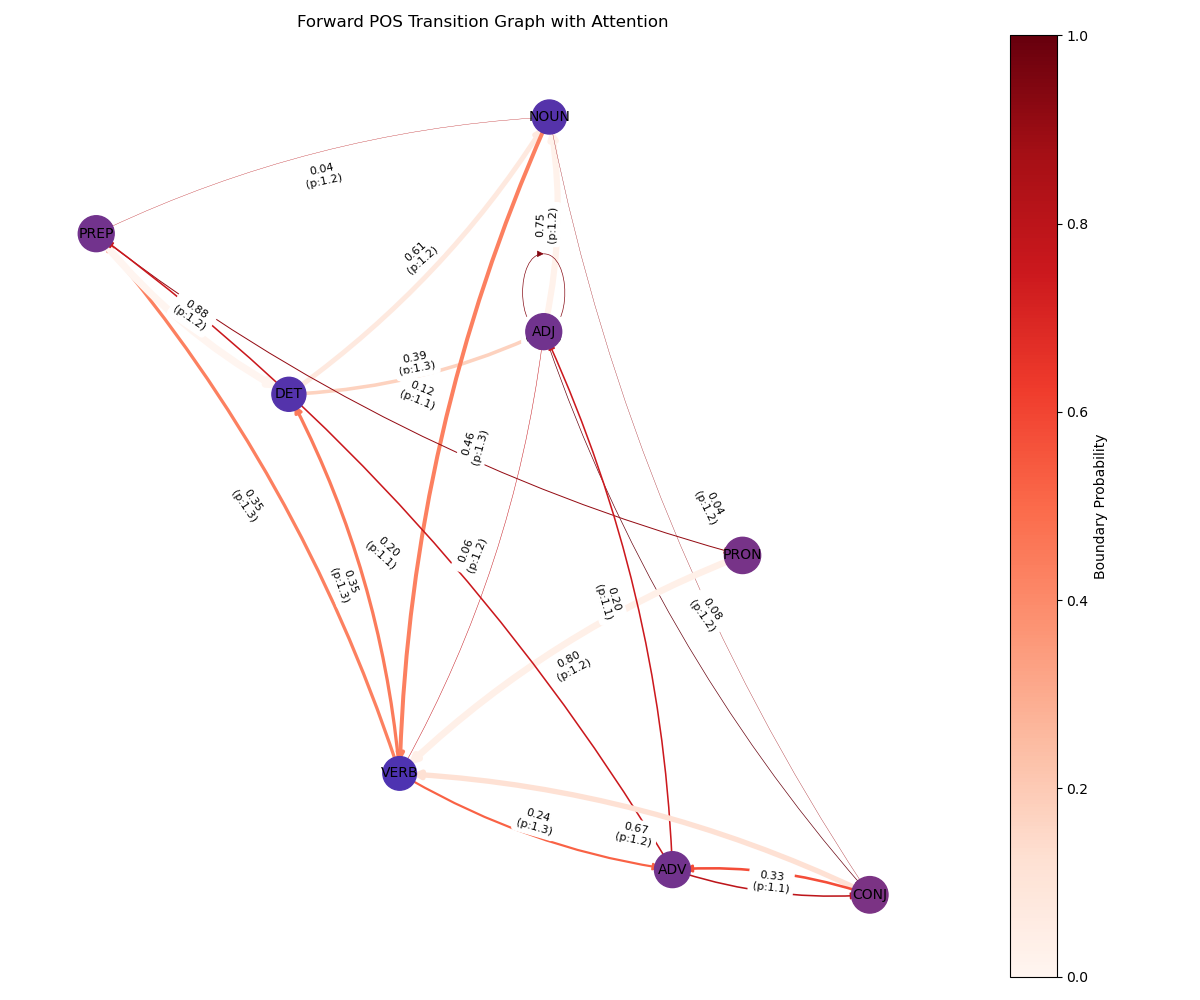 Forward POS Transition Graph with Attention
1.0
NOUN
0.04
(p:1.2)
0.75
(p:1.2)
0.8
PREP
0.61
(p:1.2)
0.88
(p:1.2)
ADJ
0.39
(p:1.3)
DET
0.12
(p:1.1)
0.6
0.46
(p:1.3)
0.35
(p:1.3)
0.04
(p:1.2)
Boundary Probability
0.20
(p:1.1)
0.06
(p:1.2)
PRON
0.35
(p:1.3)
0.20
(p:1.1)
0.08
(p:1.2)
0.4
0.80
(p:1.2)
VERB
0.2
0.24
(p:1.3)
0.67
(p:1.2)
ADV
0.33
(p:1.1)
CONJ
0.0